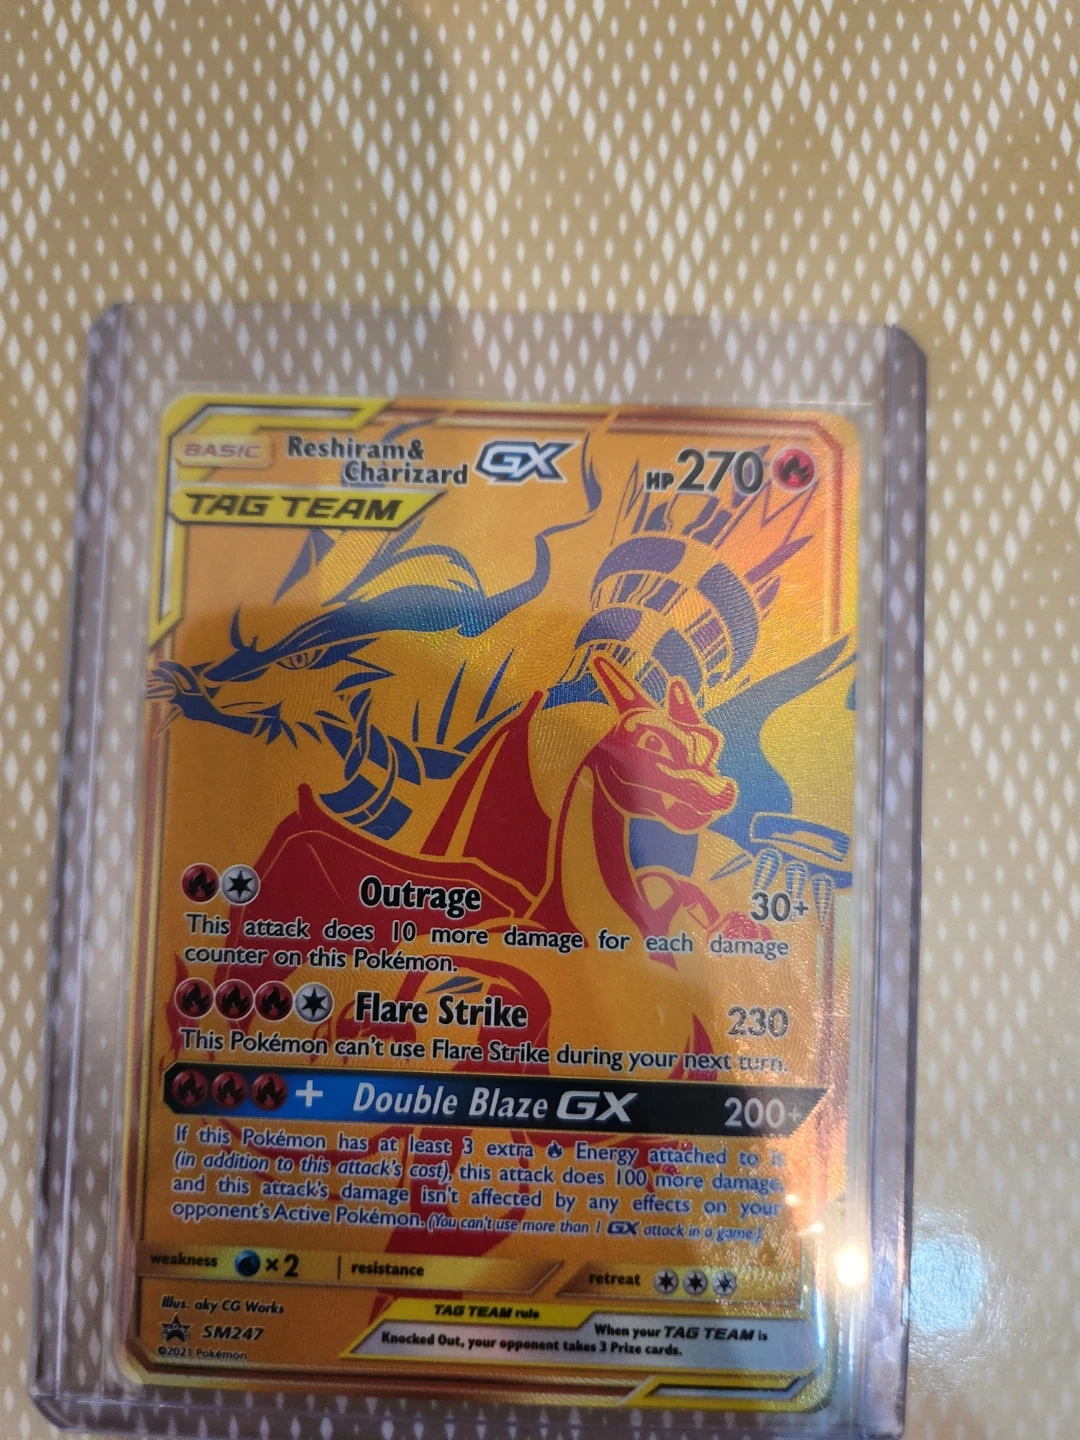 BASIC
Reshiram&
Charizard GX
HP 270
TAG TEAM
Outrage 30+
This attack does 10 more damage for each damage
counter on this Pokémon.
Flare Strike 230
This Pokémon can't use Flare Strike during your next turn.
+ Double Blaze GX 200+
If this Pokémon has at least 3 extra Energy attached to it
(in addition to this attack's cost), this attack does 100 more damage,
and this attack's damage isn't affected by any effects on your
opponent's Active Pokémon. (You can't use more than 1 GX attack in a game.)
weakness ×2 resistance retreat
Illus. aky CG Works
SM247
©2021 Pokémon
TAG TEAM rule
When your TAG TEAM is
Knocked Out, your opponent takes 3 Prize cards.